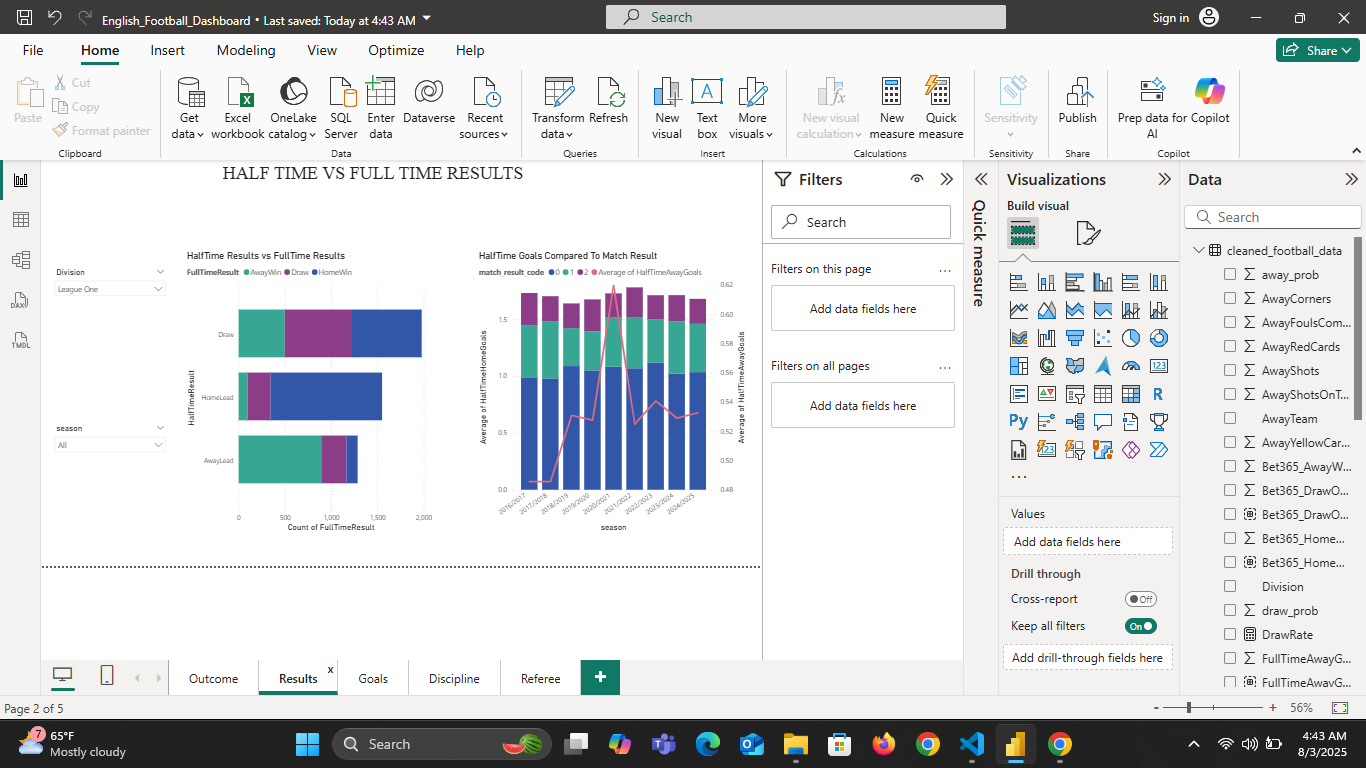 English_Football_Dashboard • Last saved: Today at 4:43 AM
Search
Sign in
File
Home
Insert
Modeling
View
Optimize
Help
Share
Paste
Cut
Copy
Format painter
Clipboard
Get data
Excel workbook
OneLake catalog
SQL Server
Enter data
Dataverse
Recent sources
Data
Transform data
Refresh
Queries
New visual
Text box
More visuals
Insert
New visual calculation
New measure
Quick measure
Calculations
Sensitivity
Sensitivity
Publish
Share
Prep data for AI
Copilot
Copilot
HALF TIME VS FULL TIME RESULTS
Division
League One
season
All
HalfTime Results vs FullTime Results
FullTimeResult AwayWin Draw HomeWin
HalfTimeResult
Draw
HomeLead
AwayLead
0 500 1,000 1,500 2,000
Count of FullTimeResult
HalfTime Goals Compared To Match Result
match_result_code 0 1 2 Average of HalfTimeAwayGoals
Average of HalfTimeHomeGoals
1.5
1.0
0.5
0.0
0.62
0.60
0.58
0.56
0.54
0.52
0.50
0.48
Average of HalfTimeAwayGoals
2016/2017
2017/2018
2018/2019
2019/2020
2020/2021
2021/2022
2022/2023
2023/2024
2024/2025
season
Filters
Search
Filters on this page
...
Add data fields here
Filters on all pages
...
Add data fields here
Quick measure
Visualizations
Build visual
123
R
Py
...
Values
Add data fields here
Drill through
Cross-report
Off
Keep all filters
On
Add drill-through fields here
Data
Search
cleaned_football_data
away_prob
AwayCorners
AwayFoulsCom...
AwayRedCards
AwayShots
AwayShotsOnT...
AwayTeam
AwayYellowCar...
Bet365_AwayW...
Bet365_DrawO...
Bet365_DrawO...
Bet365_Home...
Bet365_Home...
Division
draw_prob
DrawRate
FullTimeAwayG...
FullTimeAwayG...
DAX
TMDL
Outcome
Results
x
Goals
Discipline
Referee
+
Page 2 of 5
- + 56%
7
65°F
Mostly cloudy
Search
4:43 AM
8/3/2025